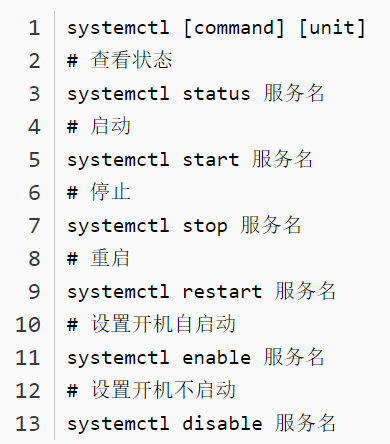 1 systemctl [command] [unit]
2 # 查看状态
3 systemctl status 服务名
4 # 启动
5 systemctl start 服务名
6 # 停止
7 systemctl stop 服务名
8 # 重启
9 systemctl restart 服务名
10 # 设置开机自启动
11 systemctl enable 服务名
12 # 设置开机不启动
13 systemctl disable 服务名